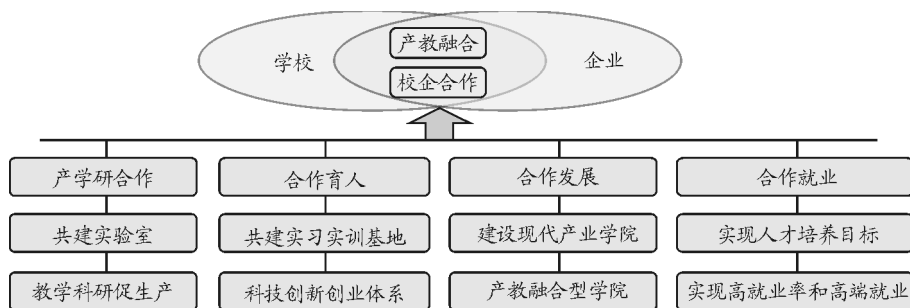 学校
产教融合
校企合作
企业
产学研合作
合作育人
合作发展
合作就业
共建实验室
共建实习实训基地
建设现代产业学院
实现人才培养目标
教学科研促生产
科技创新创业体系
产教融合型学院
实现高就业率和高端就业